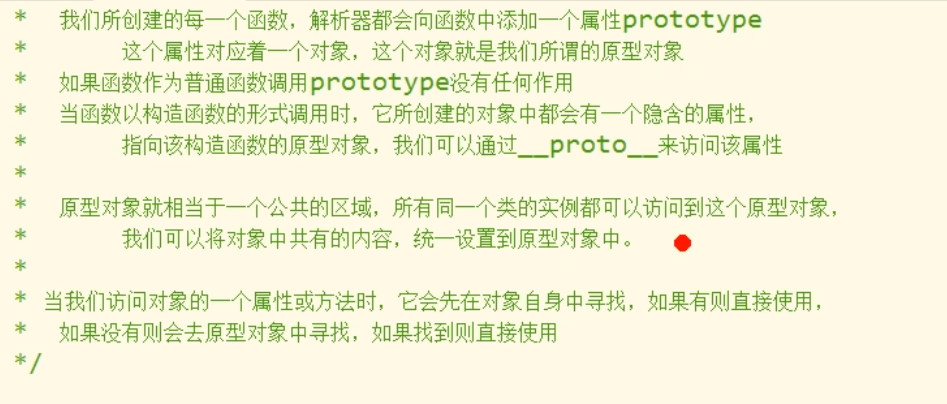 * 我们所创建的每一个函数，解析器都会向函数中添加一个属性prototype
* 这个属性对应着一个对象，这个对象就是我们所谓的原型对象
* 如果函数作为普通函数调用prototype没有任何作用
* 当函数以构造函数的形式调用时，它所创建的对象中都会有一个隐含的属性，
* 指向该构造函数的原型对象，我们可以通过__proto__来访问该属性
*
* 原型对象就相当于一个公共的区域，所有同一个类的实例都可以访问到这个原型对象，
* 我们可以将对象中共有的内容，统一设置到原型对象中。
*
* 当我们访问对象的一个属性或方法时，它会先在对象自身中寻找，如果有则直接使用，
* 如果没有则会去原型对象中寻找，如果找到则直接使用
*/